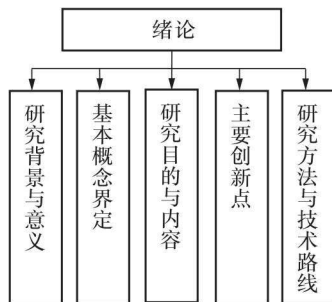 绪论
研究背景与意义
基本概念界定
研究目的与内容
主要创新点
研究方法与技术路线